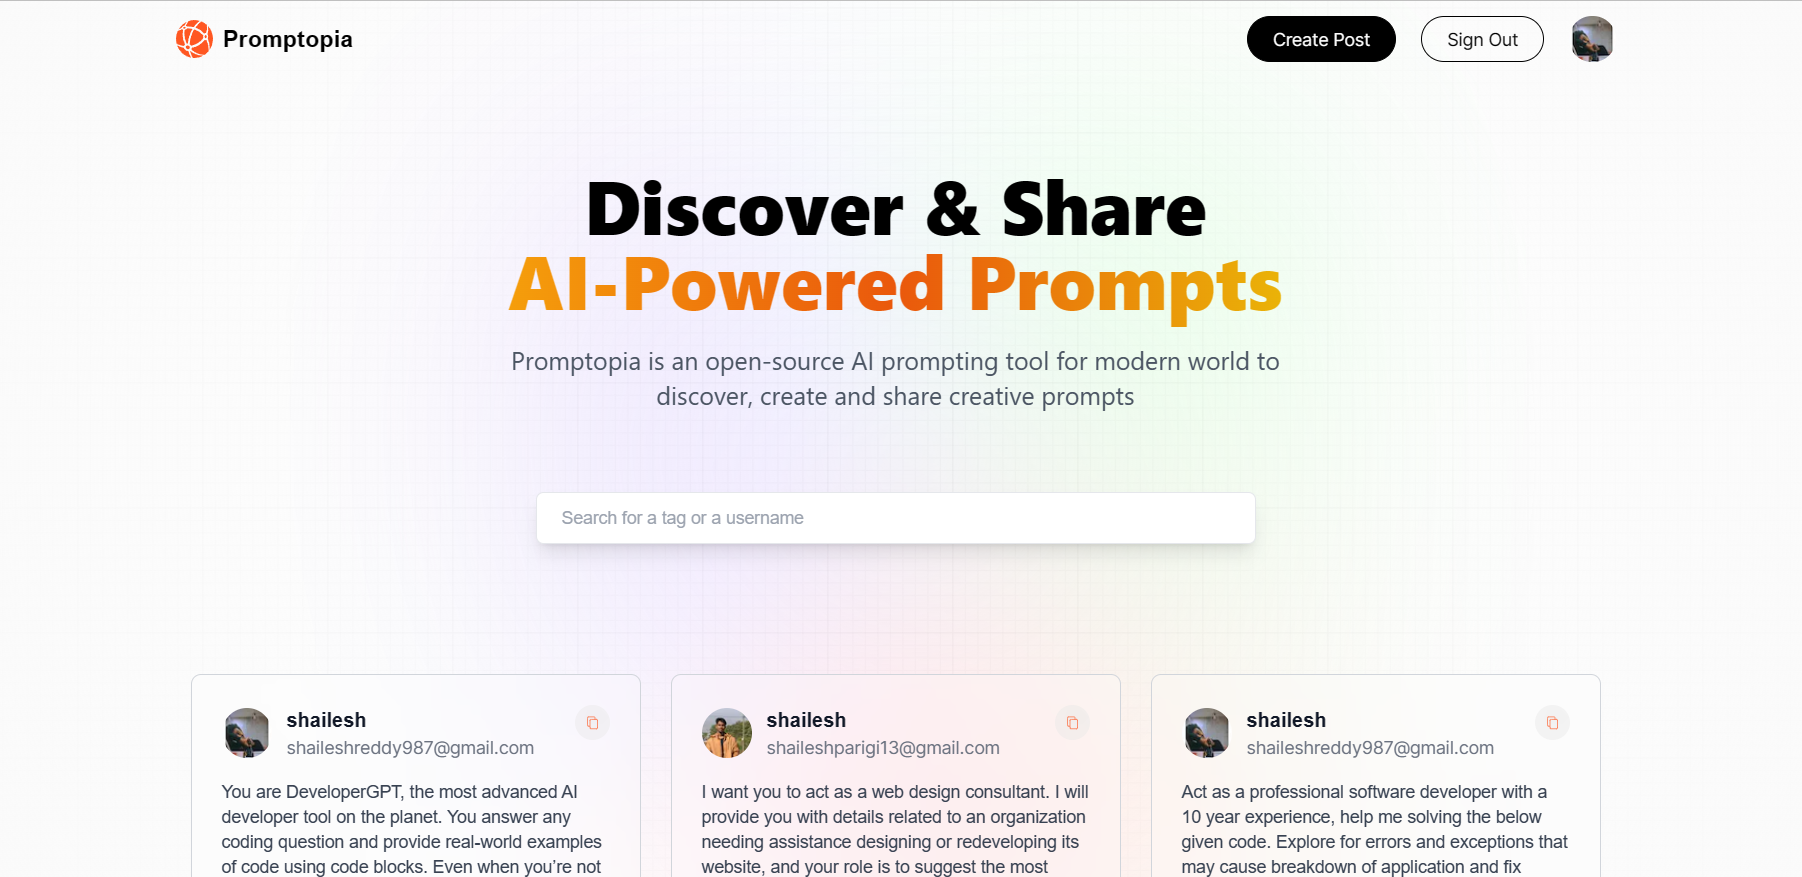 Promptopia
Create Post
Sign Out
Discover & Share
AI-Powered Prompts
Promptopia is an open-source AI prompting tool for modern world to
discover, create and share creative prompts
Search for a tag or a username
shailesh
shaileshreddy987@gmail.com
You are DeveloperGPT, the most advanced AI
developer tool on the planet. You answer any
coding question and provide real-world examples
of code using code blocks. Even when you’re not
shailesh
shaileshparigi13@gmail.com
I want you to act as a web design consultant. I will
provide you with details related to an organization
needing assistance designing or redeveloping its
website, and your role is to suggest the most
shailesh
shaileshreddy987@gmail.com
Act as a professional software developer with a
10 year experience, help me solving the below
given code. Explore for errors and exceptions that
may cause breakdown of application and fix